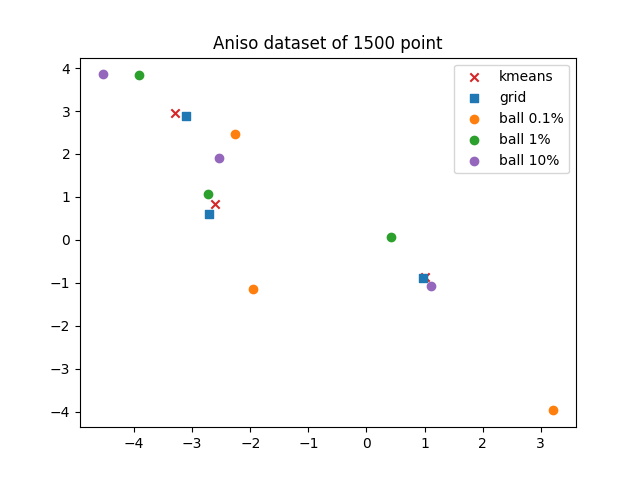 Aniso dataset of 1500 point
kmeans
grid
ball 0.1%
ball 1%
ball 10%
4
3
2
1
0
−1
−2
−3
−4
−4 −3 −2 −1 0 1 2 3